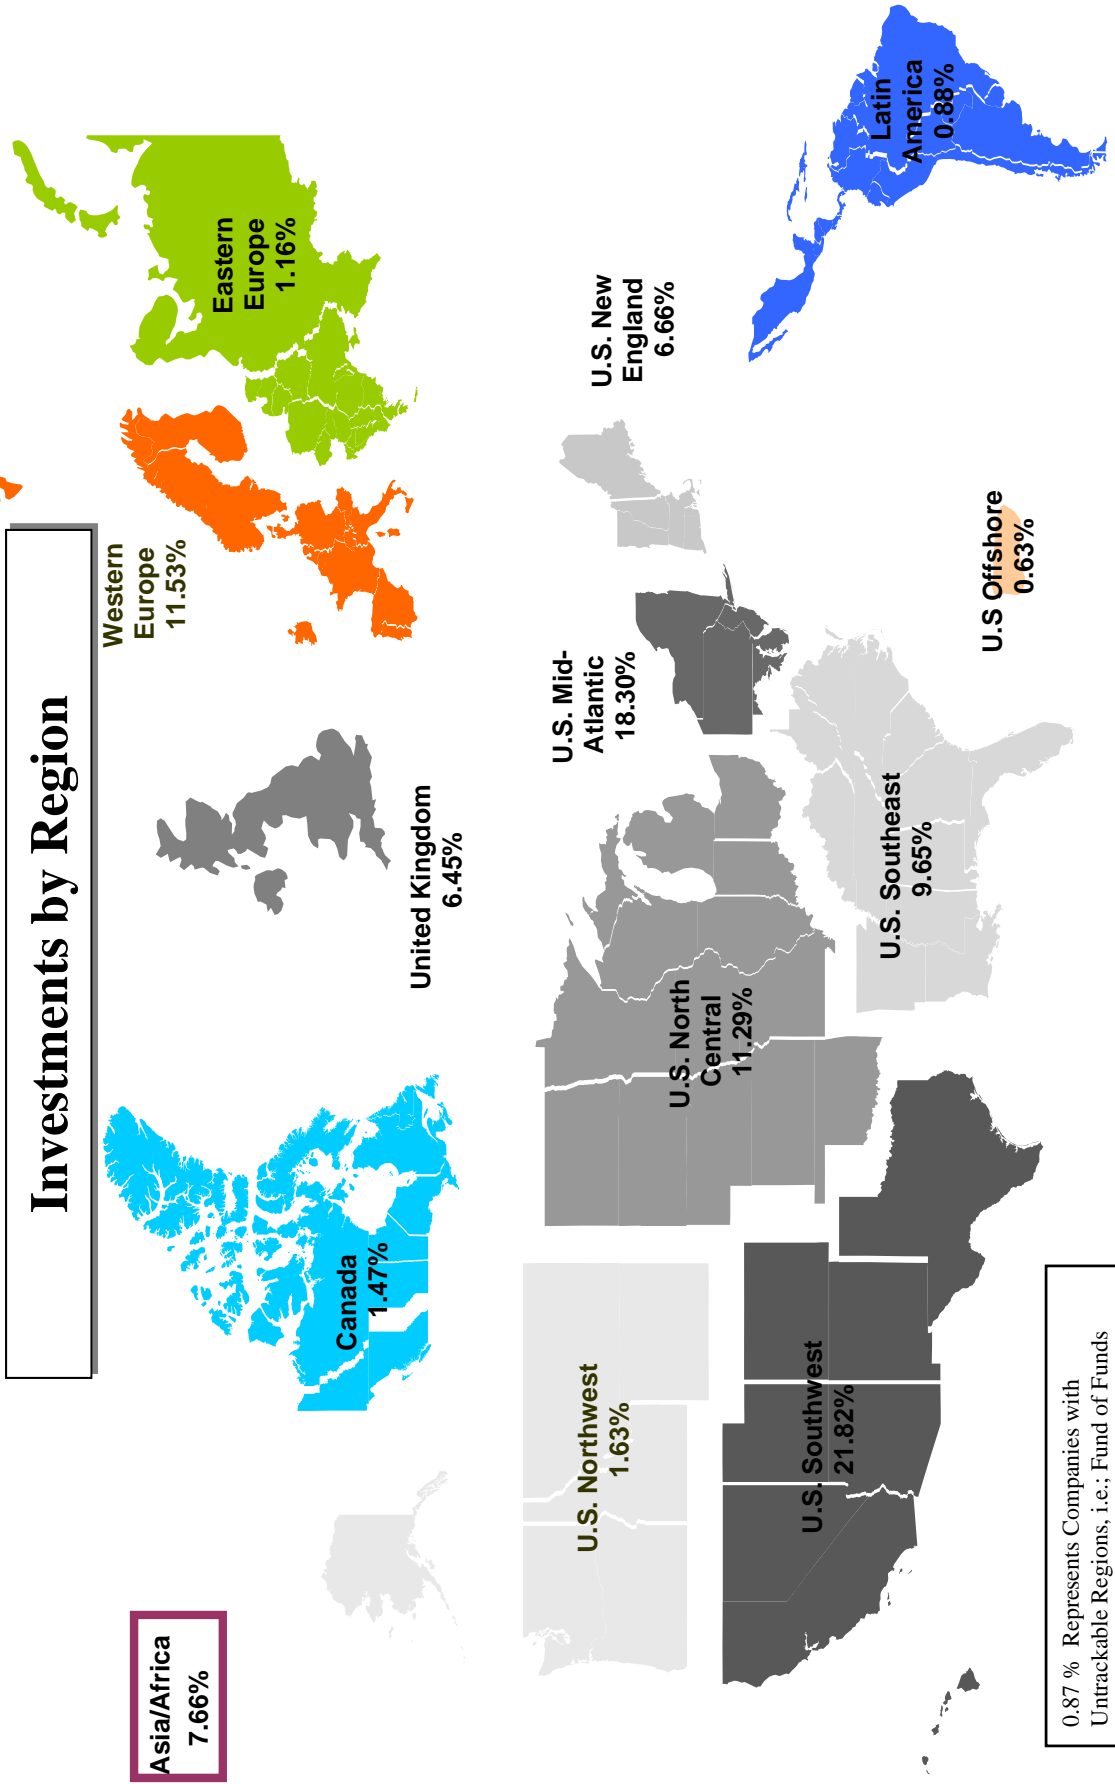 Investments by Region
Asia/Africa
7.66%
Canada
1.47%
United Kingdom
6.45%
Western
Europe
11.53%
Eastern
Europe
1.16%
U.S. Northwest
1.63%
U.S. North
Central
11.29%
U.S. Mid-
Atlantic
18.30%
U.S. New
England
6.66%
U.S. Southwest
21.82%
U.S. Southeast
9.65%
U.S Offshore
0.63%
Latin
America
0.88%
0.87 % Represents Companies with
Untrackable Regions, i.e.; Fund of Funds